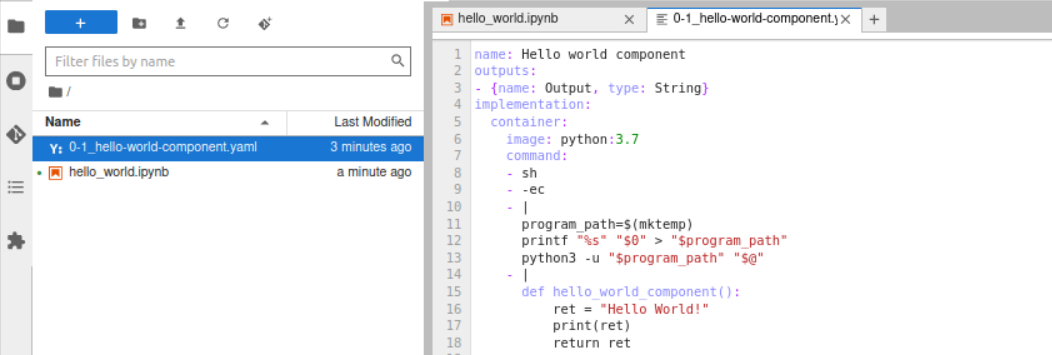 +
Filter files by name
/
Name Last Modified
Y: 0-1_hello-world-component.yaml 3 minutes ago
hello_world.ipynb a minute ago
hello_world.ipynb × 0-1_hello-world-component.y × +
1 name: Hello world component
2 outputs:
3 - {name: Output, type: String}
4 implementation:
5   container:
6     image: python:3.7
7     command:
8     - sh
9     - -ec
10     - |
11       program_path=$(mktemp)
12       printf "%s" "$0" > "$program_path"
13       python3 -u "$program_path" "$@"
14     - |
15       def hello_world_component():
16           ret = "Hello World!"
17           print(ret)
18           return ret